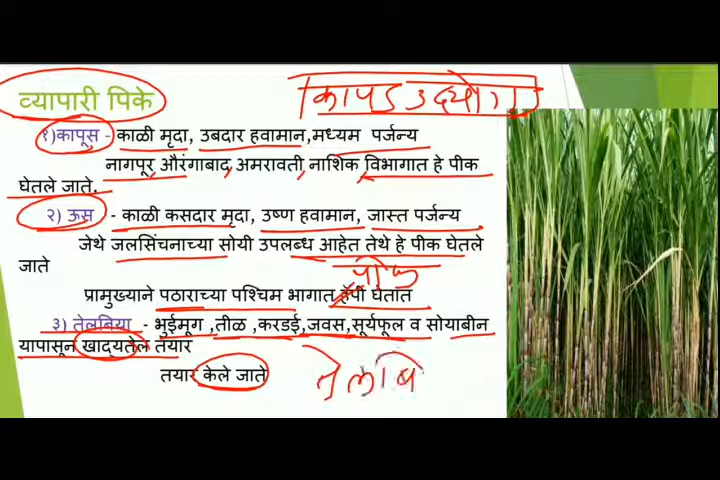 व्यापारी पिके
कापड उद्योग
१)कापूस - काळी मृदा, उबदार हवामान,मध्यम पर्जन्य
नागपूर, औरंगाबाद, अमरावती, नाशिक विभागात हे पीक
घेतले जाते.
२) ऊस - काळी कसदार मृदा, उष्ण हवामान, जास्त पर्जन्य
जेथे जलसिंचनाच्या सोयी उपलब्ध आहेत तेथे हे पीक घेतले
जाते
पीक
प्रामुख्याने पठाराच्या पश्चिम भागात घेतात
३) तेलबिया - भुईमूग ,तीळ ,करडई,जवस,सूर्यफूल व सोयाबीन
यापासून खाद्यतेल तयार
तयार केले जाते
तेलबि